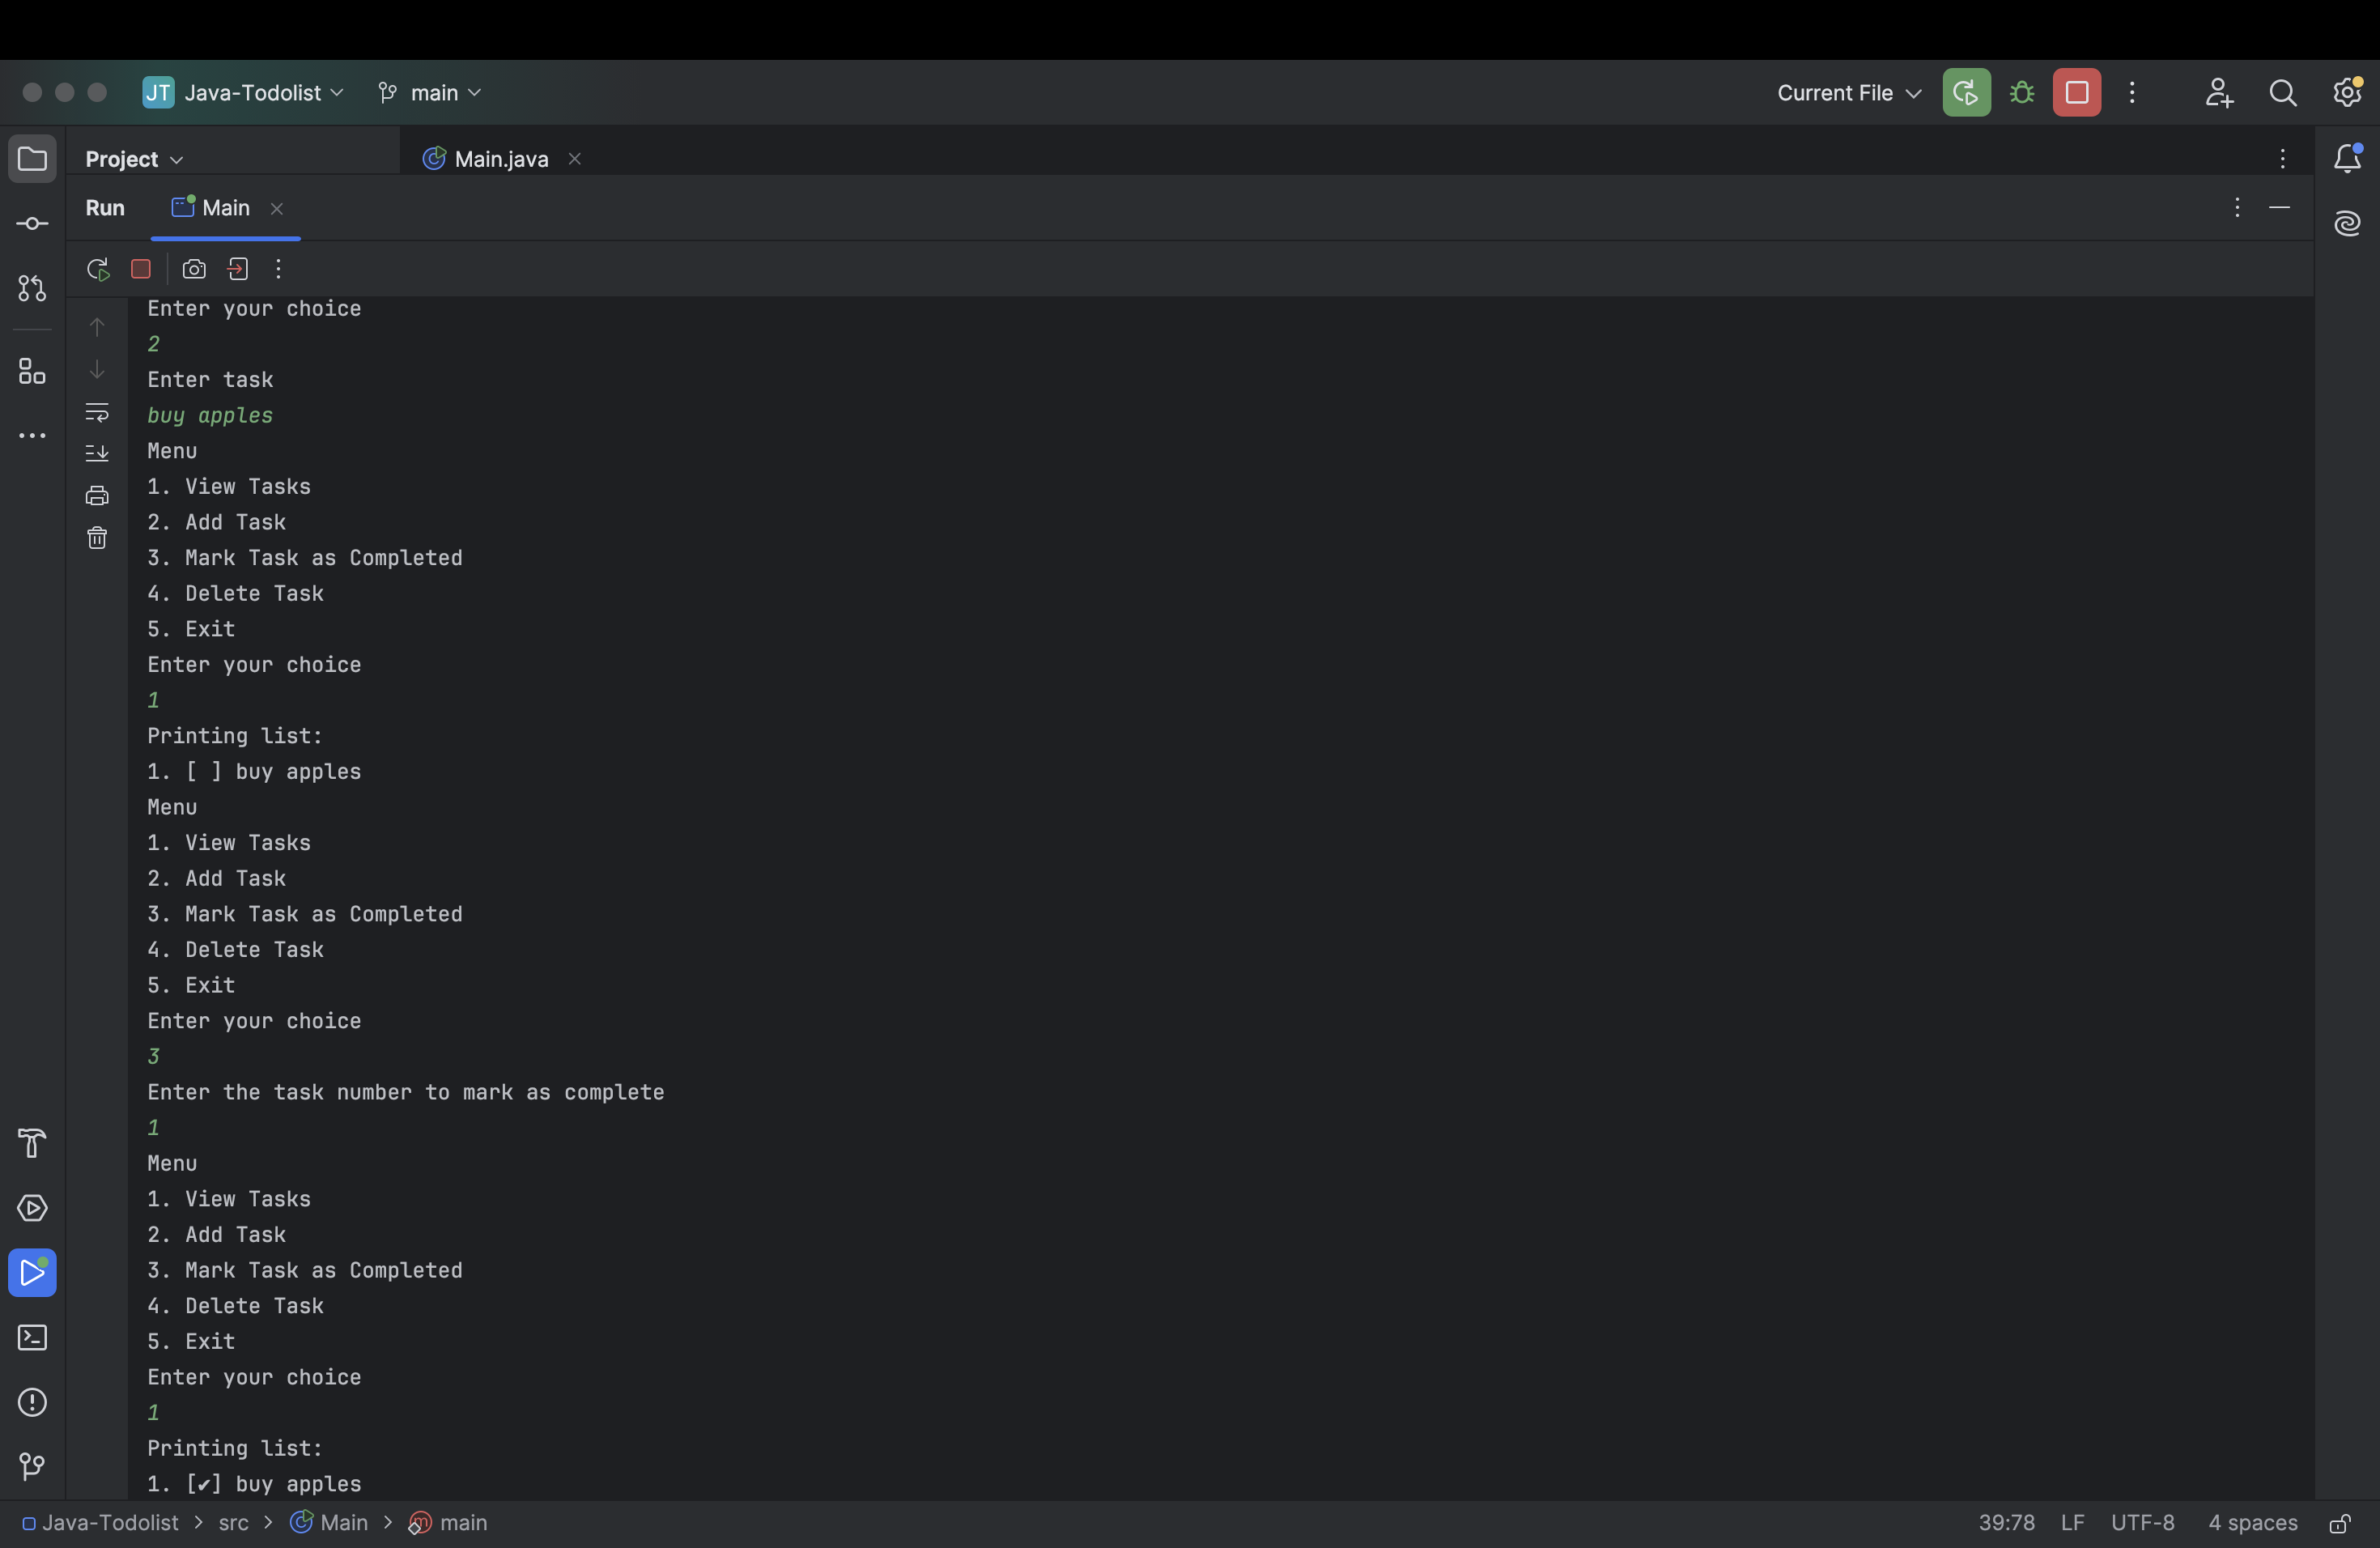 JT Java-Todolist main Current File
Project Main.java
Run Main
Enter your choice
2
Enter task
buy apples
Menu
1. View Tasks
2. Add Task
3. Mark Task as Completed
4. Delete Task
5. Exit
Enter your choice
1
Printing list:
1. [ ] buy apples
Menu
1. View Tasks
2. Add Task
3. Mark Task as Completed
4. Delete Task
5. Exit
Enter your choice
3
Enter the task number to mark as complete
1
Menu
1. View Tasks
2. Add Task
3. Mark Task as Completed
4. Delete Task
5. Exit
Enter your choice
1
Printing list:
1. [✔] buy apples
Java-Todolist > src > Main > main 39:78 LF UTF-8 4 spaces